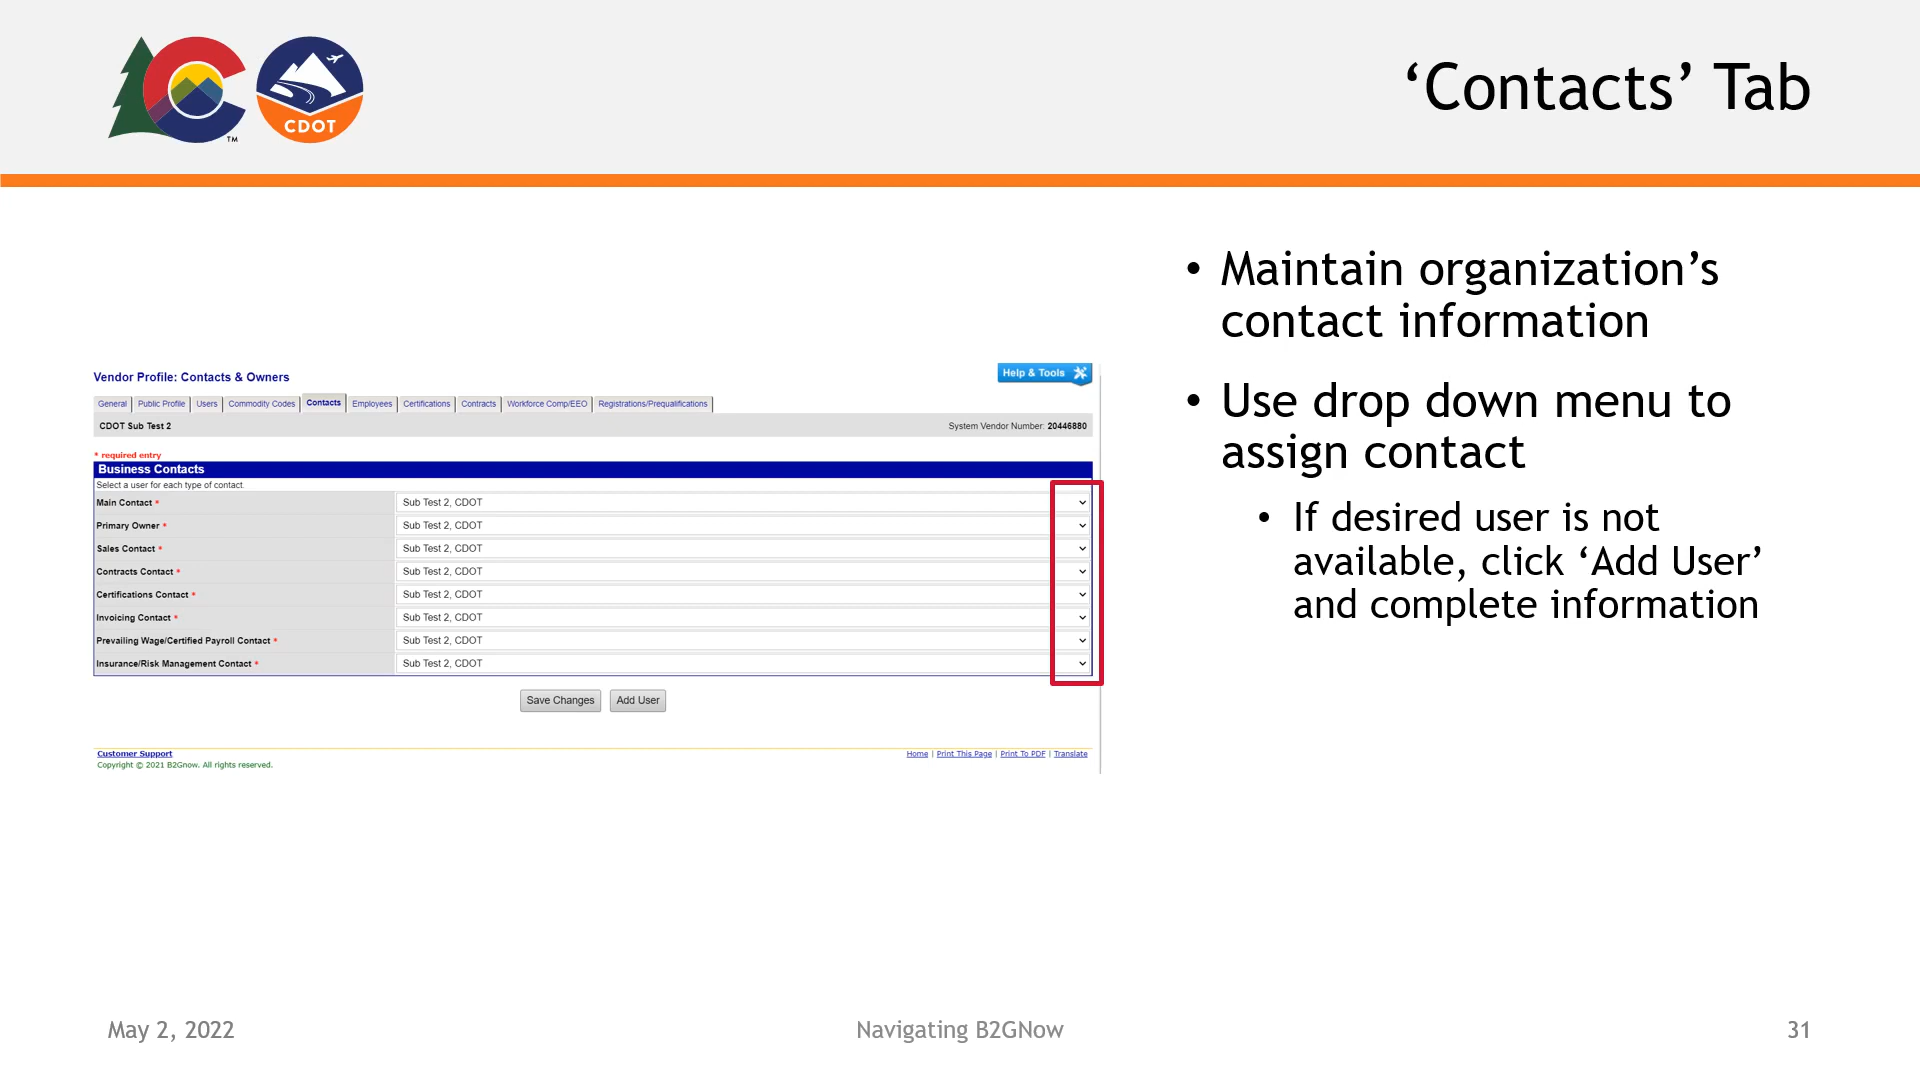 TM
CDOT
‘Contacts’ Tab
• Maintain organization’s
contact information
• Use drop down menu to
assign contact
• If desired user is not
available, click ‘Add User’
and complete information
Vendor Profile: Contacts & Owners
Help & Tools
General Public Profile Users Commodity Codes Contacts Employees Certifications Contracts Workforce Comp/EEO Registrations/Prequalifications
CDOT Sub Test 2 System Vendor Number: 20446880
* required entry
Business Contacts
Select a user for each type of contact.
Main Contact * Sub Test 2, CDOT
Primary Owner * Sub Test 2, CDOT
Sales Contact * Sub Test 2, CDOT
Contracts Contact * Sub Test 2, CDOT
Certifications Contact * Sub Test 2, CDOT
Invoicing Contact * Sub Test 2, CDOT
Prevailing Wage/Certified Payroll Contact * Sub Test 2, CDOT
Insurance/Risk Management Contact * Sub Test 2, CDOT
Save Changes Add User
Customer Support Home | Print This Page | Print To PDF | Translate
Copyright © 2021 B2Gnow. All rights reserved.
May 2, 2022 Navigating B2GNow 31